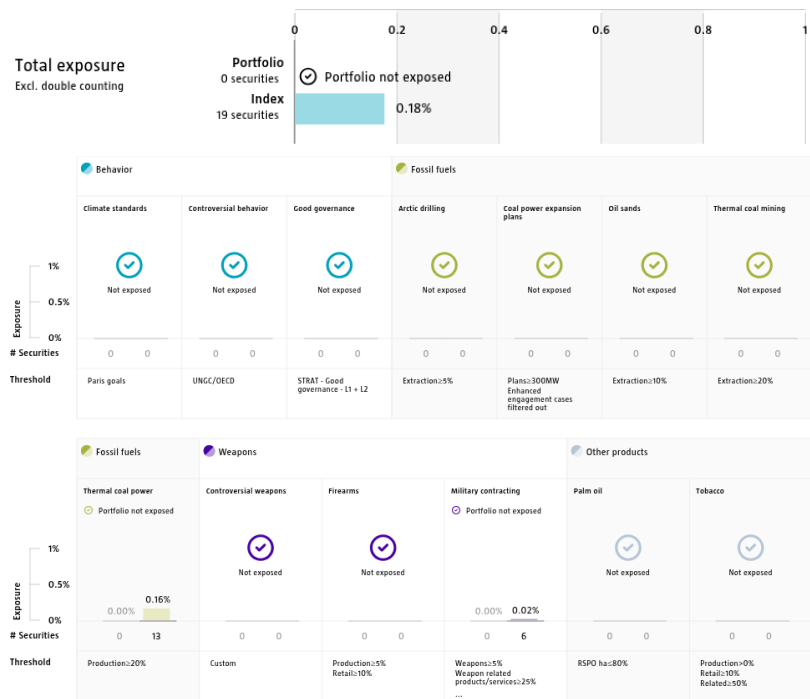 0 0.2 0.4 0.6 0.8 1
Total exposure
Excl. double counting
Portfolio
0 securities
Portfolio not exposed
Index
19 securities
0.18%
Behavior
Fossil fuels
Climate standards
Controversial behavior
Good governance
Arctic drilling
Coal power expansion
plans
Oil sands
Thermal coal mining
Exposure
1%
0.5%
0%
Not exposed
Not exposed
Not exposed
Not exposed
Not exposed
Not exposed
Not exposed
# Securities
0 0
0 0
0 0
0 0
0 0
0 0
0 0
Threshold
Paris goals
UNGC/OECD
STRAT - Good
governance - L1 + L2
Extraction≥5%
Plans≥300MW
Enhanced
engagement cases
filtered out
Extraction≥10%
Extraction≥20%
Fossil fuels
Weapons
Other products
Thermal coal power
Portfolio not exposed
Controversial weapons
Firearms
Military contracting
Portfolio not exposed
Palm oil
Tobacco
Exposure
1%
0.5%
0%
0.00% 0.16%
Not exposed
Not exposed
0.00% 0.02%
Not exposed
Not exposed
# Securities
0 13
0 0
0 0
0 6
0 0
0 0
Threshold
Production≥20%
Custom
Production≥5%
Retail≥10%
Weapons≥5%
Weapon related
products/services≥25%
...
RSPO ha≤80%
Production>0%
Retail≥10%
Related≥50%